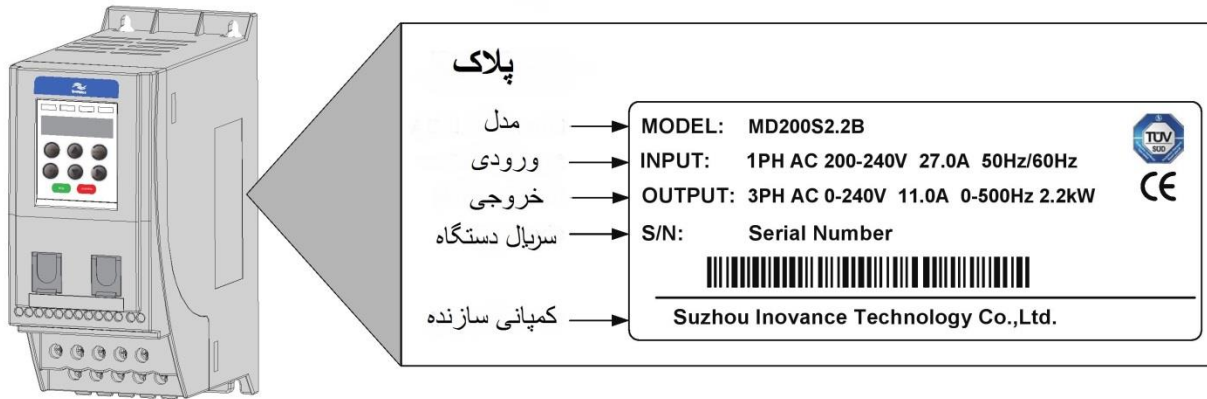 پلاک
مدل MODEL: MD200S2.2B
ورودی INPUT: 1PH AC 200-240V 27.0A 50Hz/60Hz
خروجی OUTPUT: 3PH AC 0-240V 11.0A 0-500Hz 2.2kW
سریال دستگاه S/N: Serial Number
کمپانی سازنده Suzhou Inovance Technology Co.,Ltd.
TÜV
SÜD
CE